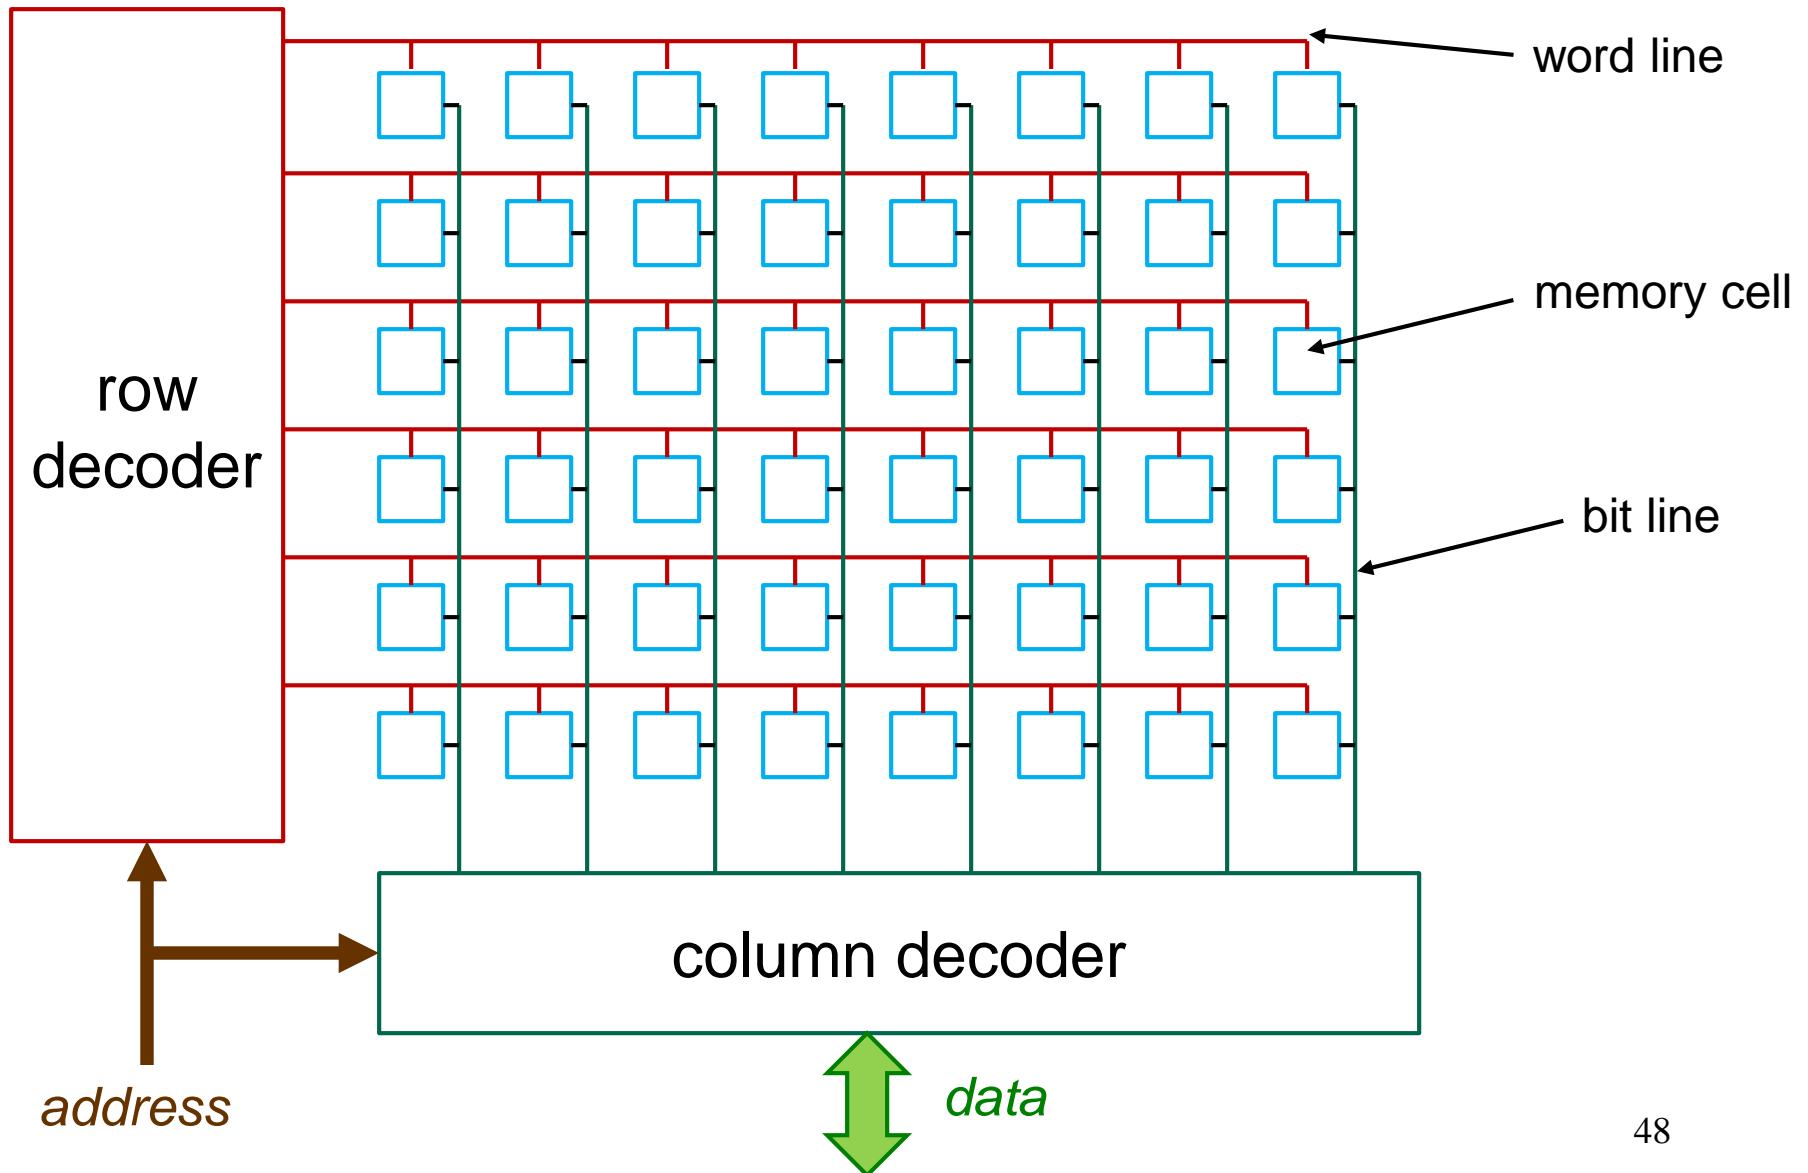 word line
memory cell
row
decoder
bit line
column decoder
address
data
48